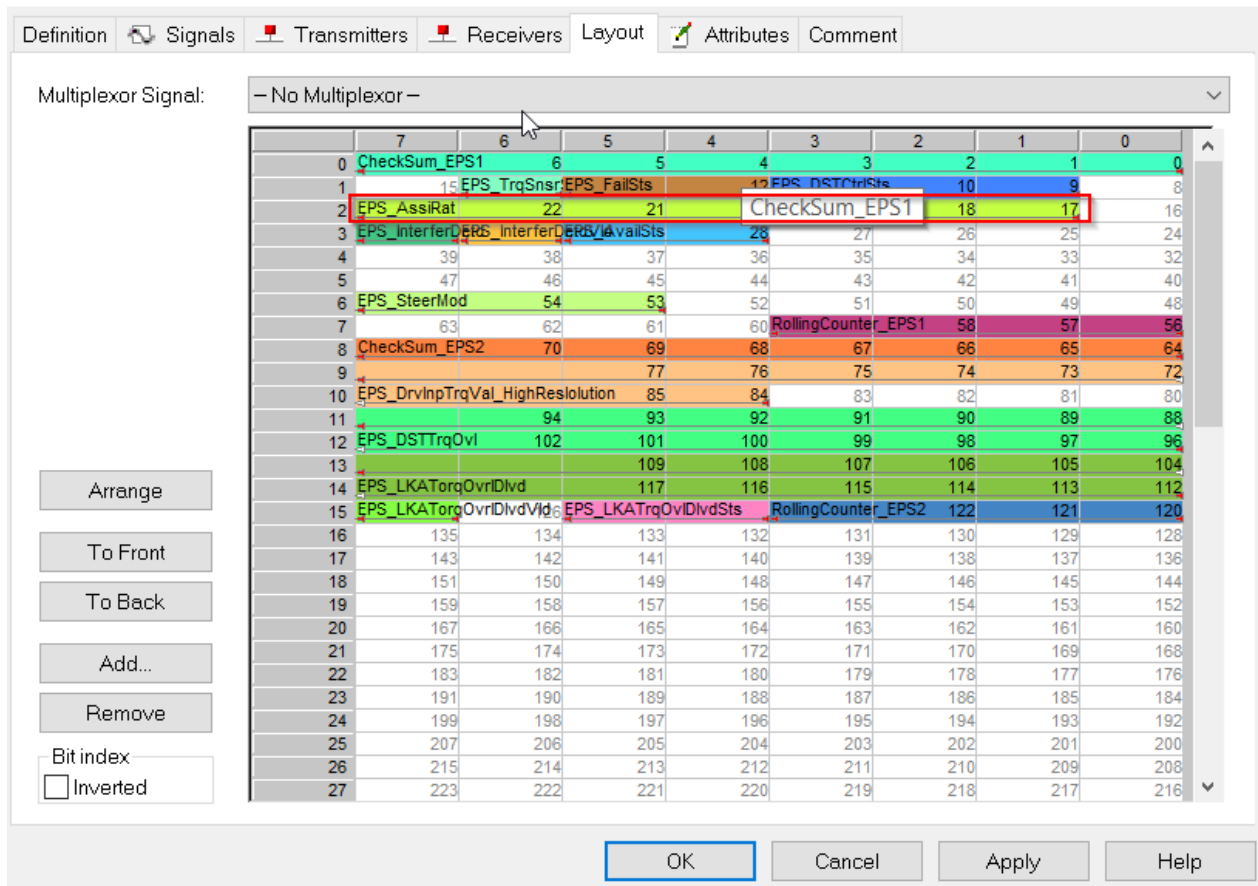 Definition Signals Transmitters Receivers Layout Attributes Comment
Multiplexor Signal: -- No Multiplexor --
7 6 5 4 3 2 1 0
0 CheckSum_EPS1 6 5 4 3 2 1 0
1 15 EPS_TrqSnsr EPS_FailSts 12 EPS_DSTCtrlSts 10 9 8
2 EPS_AssiRat 22 21 CheckSum_EPS1 18 17 16
3 EPS_InterferD EPS_InterferD EPS_AvailSts 28 27 26 25 24
4 39 38 37 36 35 34 33 32
5 47 46 45 44 43 42 41 40
6 EPS_SteerMod 54 53 52 51 50 49 48
7 63 62 61 60 RollingCounter_EPS1 58 57 56
8 CheckSum_EPS2 70 69 68 67 66 65 64
9 77 76 75 74 73 72
10 EPS_DrvInpTrqVal_HighReslolution 85 84 83 82 81 80
11 94 93 92 91 90 89 88
12 EPS_DSTTrqOvl 102 101 100 99 98 97 96
13 109 108 107 106 105 104
14 EPS_LKATorqOvrlDlvd 117 116 115 114 113 112
15 EPS_LKATorqOvrlDlvdVld EPS_LKATrqOvlDlvdSts RollingCounter_EPS2 122 121 120
16 135 134 133 132 131 130 129 128
17 143 142 141 140 139 138 137 136
18 151 150 149 148 147 146 145 144
19 159 158 157 156 155 154 153 152
20 167 166 165 164 163 162 161 160
21 175 174 173 172 171 170 169 168
22 183 182 181 180 179 178 177 176
23 191 190 189 188 187 186 185 184
24 199 198 197 196 195 194 193 192
25 207 206 205 204 203 202 201 200
26 215 214 213 212 211 210 209 208
27 223 222 221 220 219 218 217 216
Arrange
To Front
To Back
Add...
Remove
Bit index
Inverted
OK Cancel Apply Help